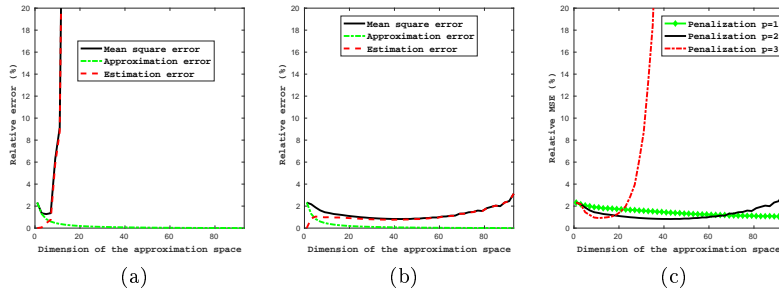 20
18
16
14
12
10
8
6
4
2
0
Relative error (%)
Mean square error
Approximation error
Estimation error
0 20 40 60 80
Dimension of the approximation space
(a)
20
18
16
14
12
10
8
6
4
2
0
Relative error (%)
Mean square error
Approximation error
Estimation error
0 20 40 60 80
Dimension of the approximation space
(b)
20
18
16
14
12
10
8
6
4
2
0
Relative MSE (%)
Penalization p=1
Penalization p=2
Penalization p=3
0 20 40 60 80
Dimension of the approximation space
(c)